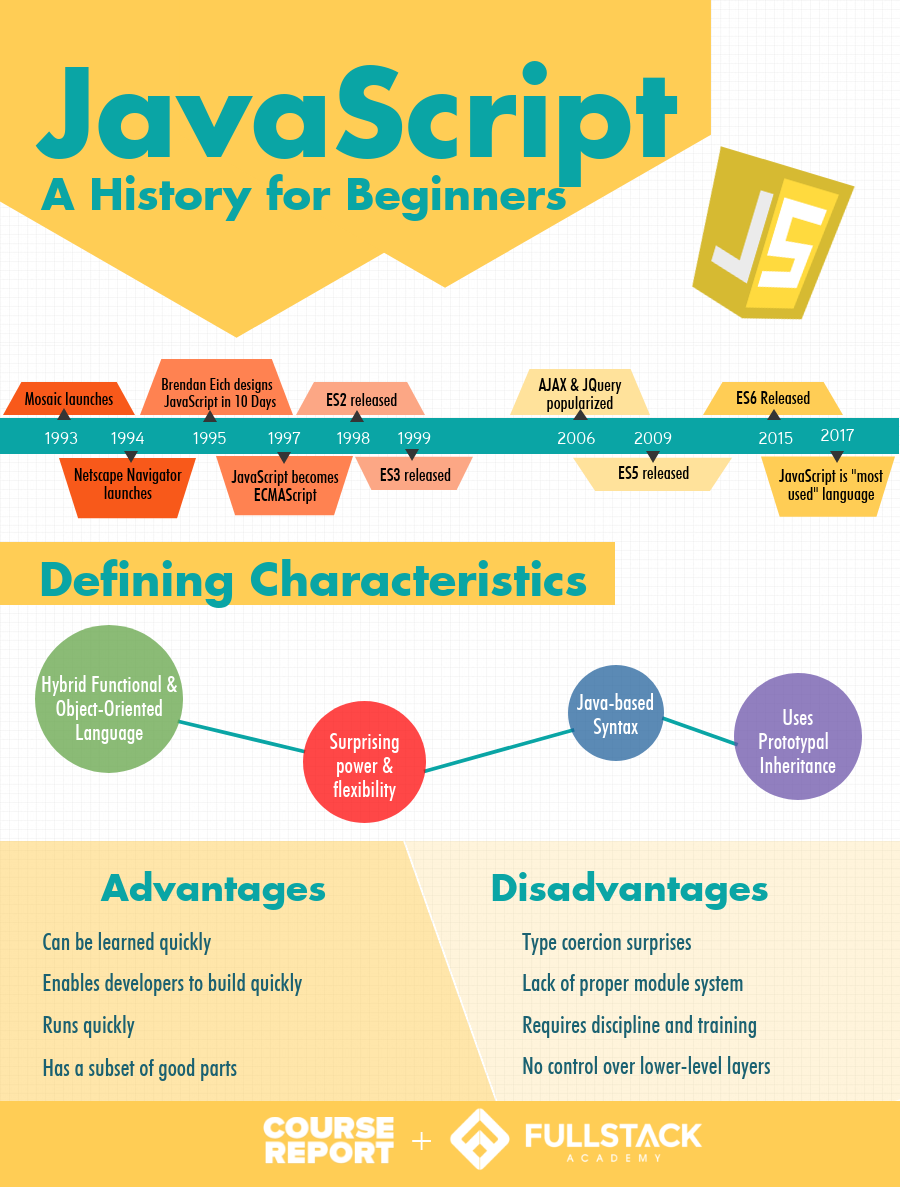 JavaScript
A History for Beginners
JS
Mosaic launches
Brendan Eich designs
JavaScript in 10 Days
ES2 released
AJAX & JQuery
popularized
ES6 Released
1993 1994 1995 1997 1998 1999 2006 2009 2015 2017
Netscape Navigator
launches
JavaScript becomes
ECMAScript
ES3 released
ES5 released
JavaScript is "most
used" language
Defining Characteristics
Hybrid Functional &
Object-Oriented
Language
Surprising
power &
flexibility
Java-based
Syntax
Uses
Prototypal
Inheritance
Advantages
Can be learned quickly
Enables developers to build quickly
Runs quickly
Has a subset of good parts
Disadvantages
Type coercion surprises
Lack of proper module system
Requires discipline and training
No control over lower-level layers
COURSE
REPORT
+
FULLSTACK
ACADEMY